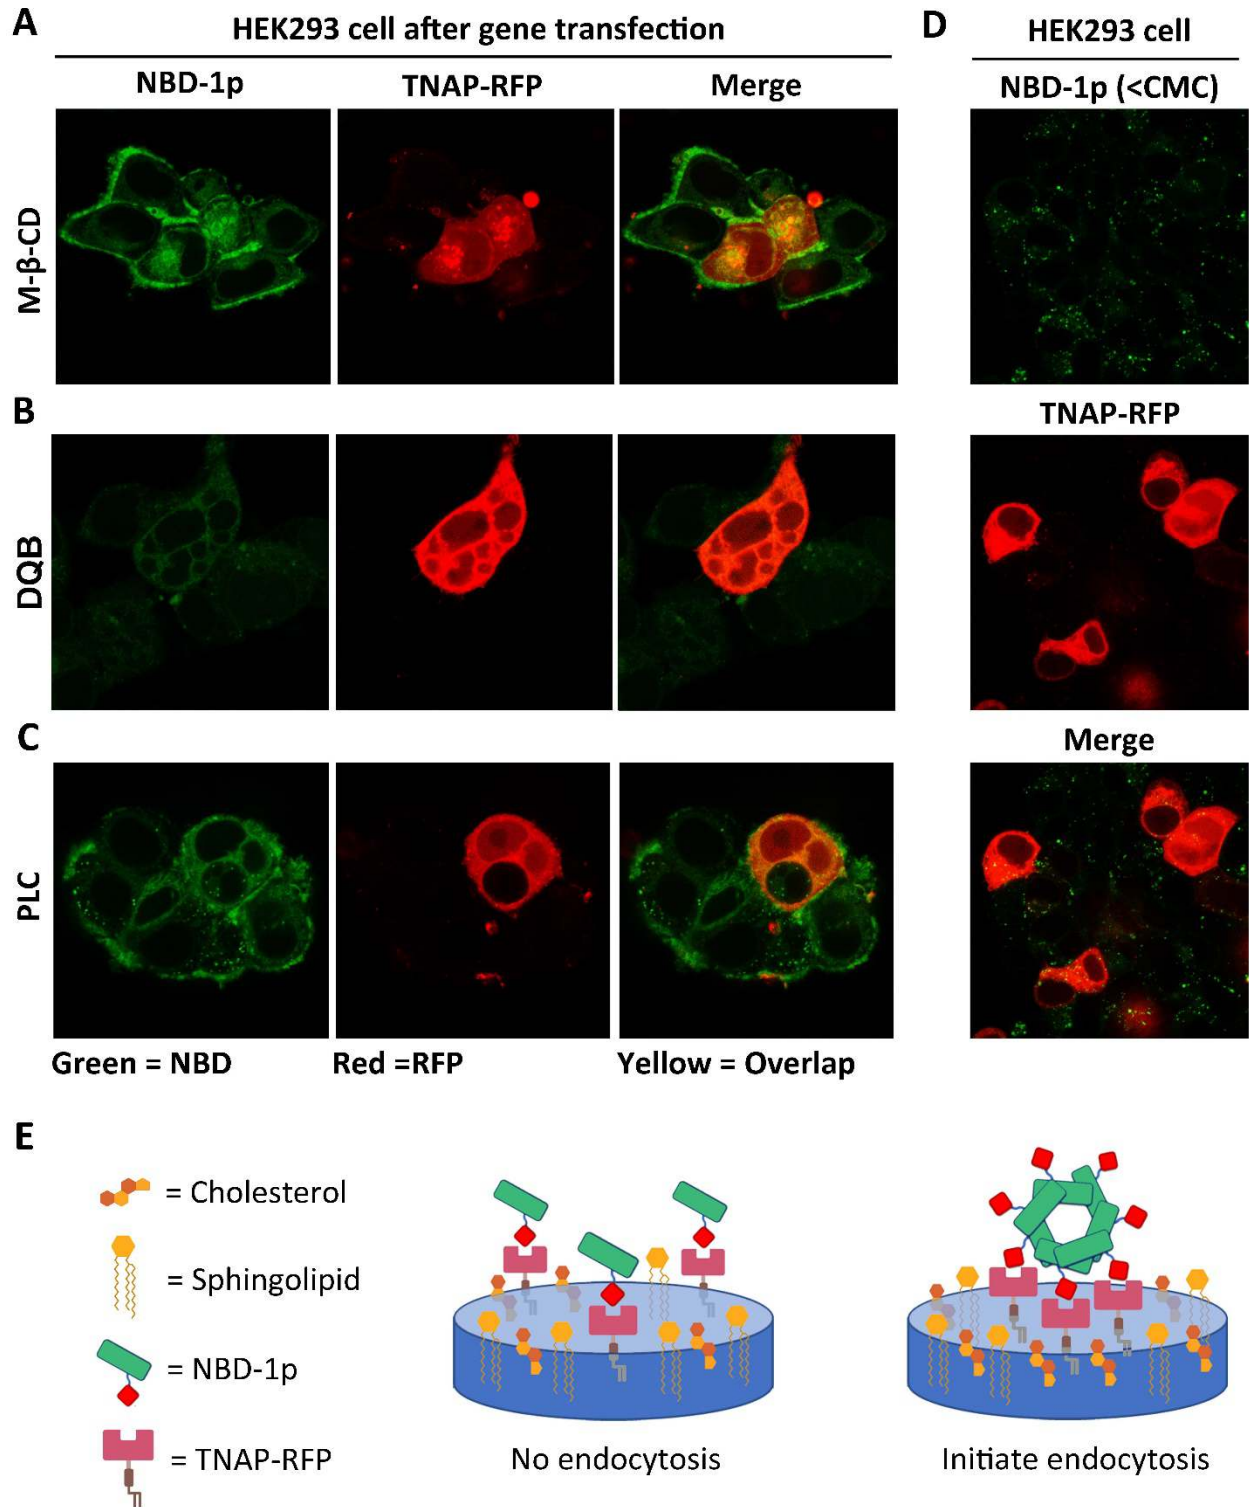 A
HEK293 cell after gene transfection
NBD-1p
TNAP-RFP
Merge
M-β-CD
B
DQB
C
PLC
Green = NBD
Red =RFP
Yellow = Overlap
D
HEK293 cell
NBD-1p (<CMC)
TNAP-RFP
Merge
E
= Cholesterol
= Sphingolipid
= NBD-1p
= TNAP-RFP
No endocytosis
Initiate endocytosis